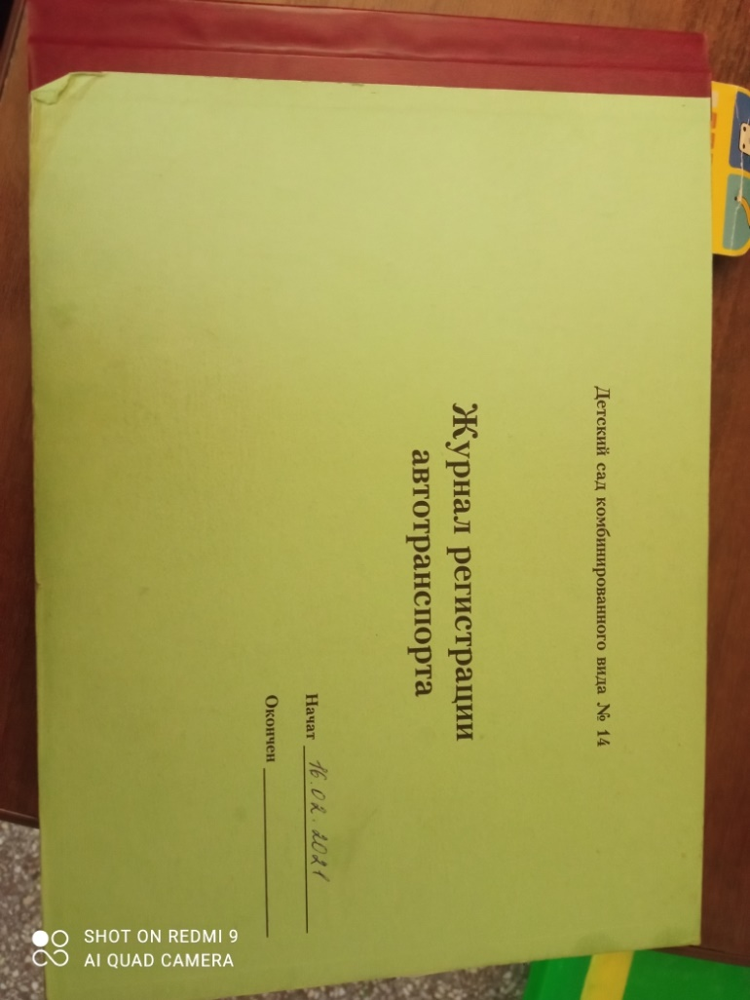 Детский сад комбинированного вида № 14
Журнал регистрации
автотранспорта
Начат 16.02.2021
Окончен
SHOT ON REDMI 9
AI QUAD CAMERA